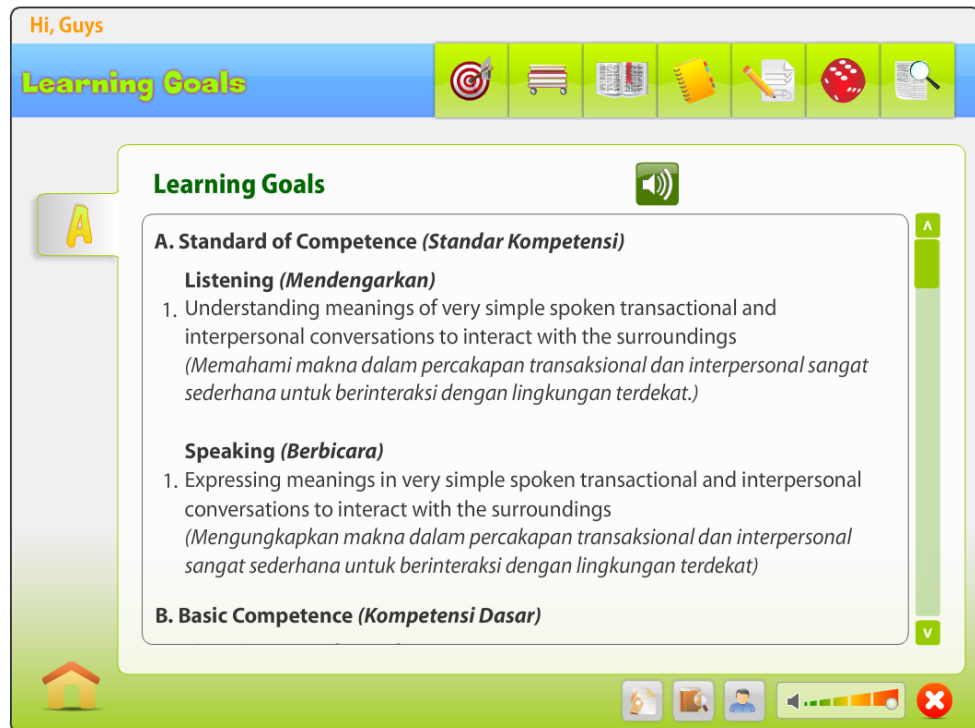 Hi, Guys
Learning Goals
A
Learning Goals
A. Standard of Competence (Standar Kompetensi)
Listening (Mendengarkan)
1. Understanding meanings of very simple spoken transactional and
interpersonal conversations to interact with the surroundings
(Memahami makna dalam percakapan transaksional dan interpersonal sangat
sederhana untuk berinteraksi dengan lingkungan terdekat.)
Speaking (Berbicara)
1. Expressing meanings in very simple spoken transactional and interpersonal
conversations to interact with the surroundings
(Mengungkapkan makna dalam percakapan transaksional dan interpersonal
sangat sederhana untuk berinteraksi dengan lingkungan terdekat)
B. Basic Competence (Kompetensi Dasar)